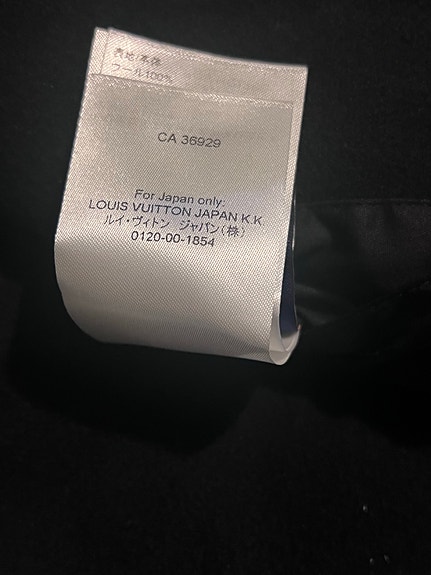 表地/本体
ウール100%
CA 36929
For Japan only:
LOUIS VUITTON JAPAN K.K.
ルイ・ヴィトン ジャパン(株)
0120-00-1854